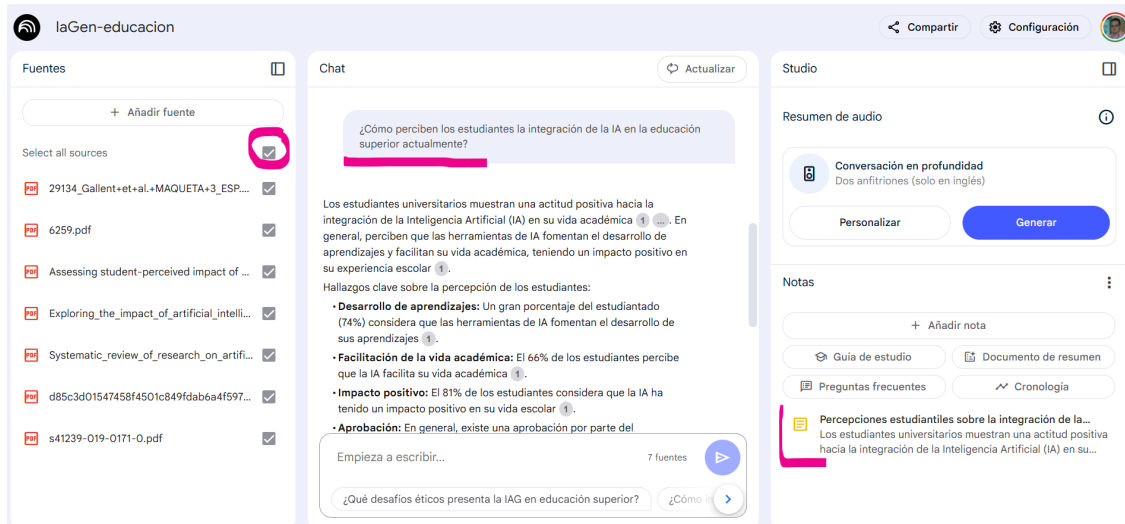 IaGen-educacion
Compartir
Configuración
Fuentes
+ Añadir fuente
Select all sources
PDF 29134_Gallent+et+al.+MAQUETA+3_ESP....
PDF 6259.pdf
PDF Assessing student-perceived impact of ...
PDF Exploring_the_impact_of_artificial_intelli...
PDF Systematic_review_of_research_on_artifi...
PDF d85c3d01547458f4501c849fdab6a4f597...
PDF s41239-019-0171-0.pdf
Chat
Actualizar
¿Cómo perciben los estudiantes la integración de la IA en la educación
superior actualmente?
Los estudiantes universitarios muestran una actitud positiva hacia la
integración de la Inteligencia Artificial (IA) en su vida académica 1 ... . En
general, perciben que las herramientas de IA fomentan el desarrollo de
aprendizajes y facilitan su vida académica, teniendo un impacto positivo en
su experiencia escolar 1 .
Hallazgos clave sobre la percepción de los estudiantes:
• Desarrollo de aprendizajes: Un gran porcentaje del estudiantado
(74%) considera que las herramientas de IA fomentan el desarrollo de
sus aprendizajes 1 .
• Facilitación de la vida académica: El 66% de los estudiantes percibe
que la IA facilita su vida académica 1 .
• Impacto positivo: El 81% de los estudiantes considera que la IA ha
tenido un impacto positivo en su vida escolar 1 .
• Aprobación: En general, existe una aprobación por parte del
Empieza a escribir...
7 fuentes
¿Qué desafíos éticos presenta la IAG en educación superior?
¿Cómo
Studio
Resumen de audio
Conversación en profundidad
Dos anfitriones (solo en inglés)
Personalizar
Generar
Notas
+ Añadir nota
Guía de estudio
Documento de resumen
Preguntas frecuentes
Cronología
Percepciones estudiantiles sobre la integración de la...
Los estudiantes universitarios muestran una actitud positiva
hacia la integración de la Inteligencia Artificial (IA) en su...